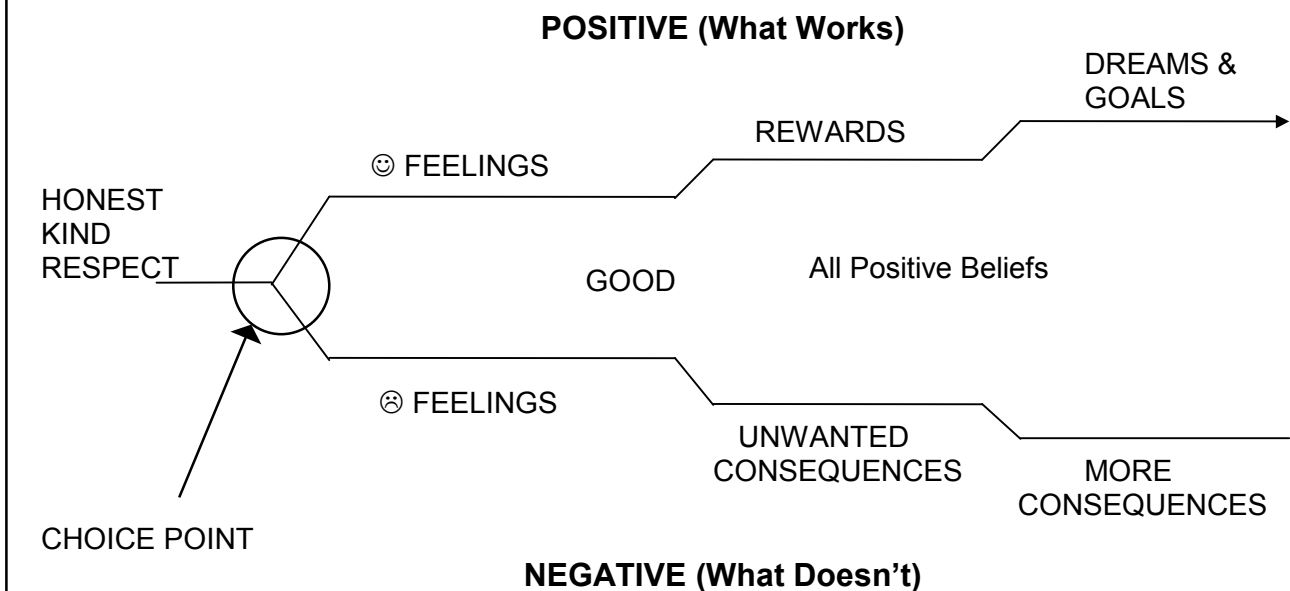 POSITIVE (What Works)
DREAMS &
GOALS
REWARDS
☺ FEELINGS
HONEST
KIND
RESPECT
GOOD
All Positive Beliefs
☹ FEELINGS
UNWANTED
CONSEQUENCES
MORE
CONSEQUENCES
CHOICE POINT
NEGATIVE (What Doesn’t)